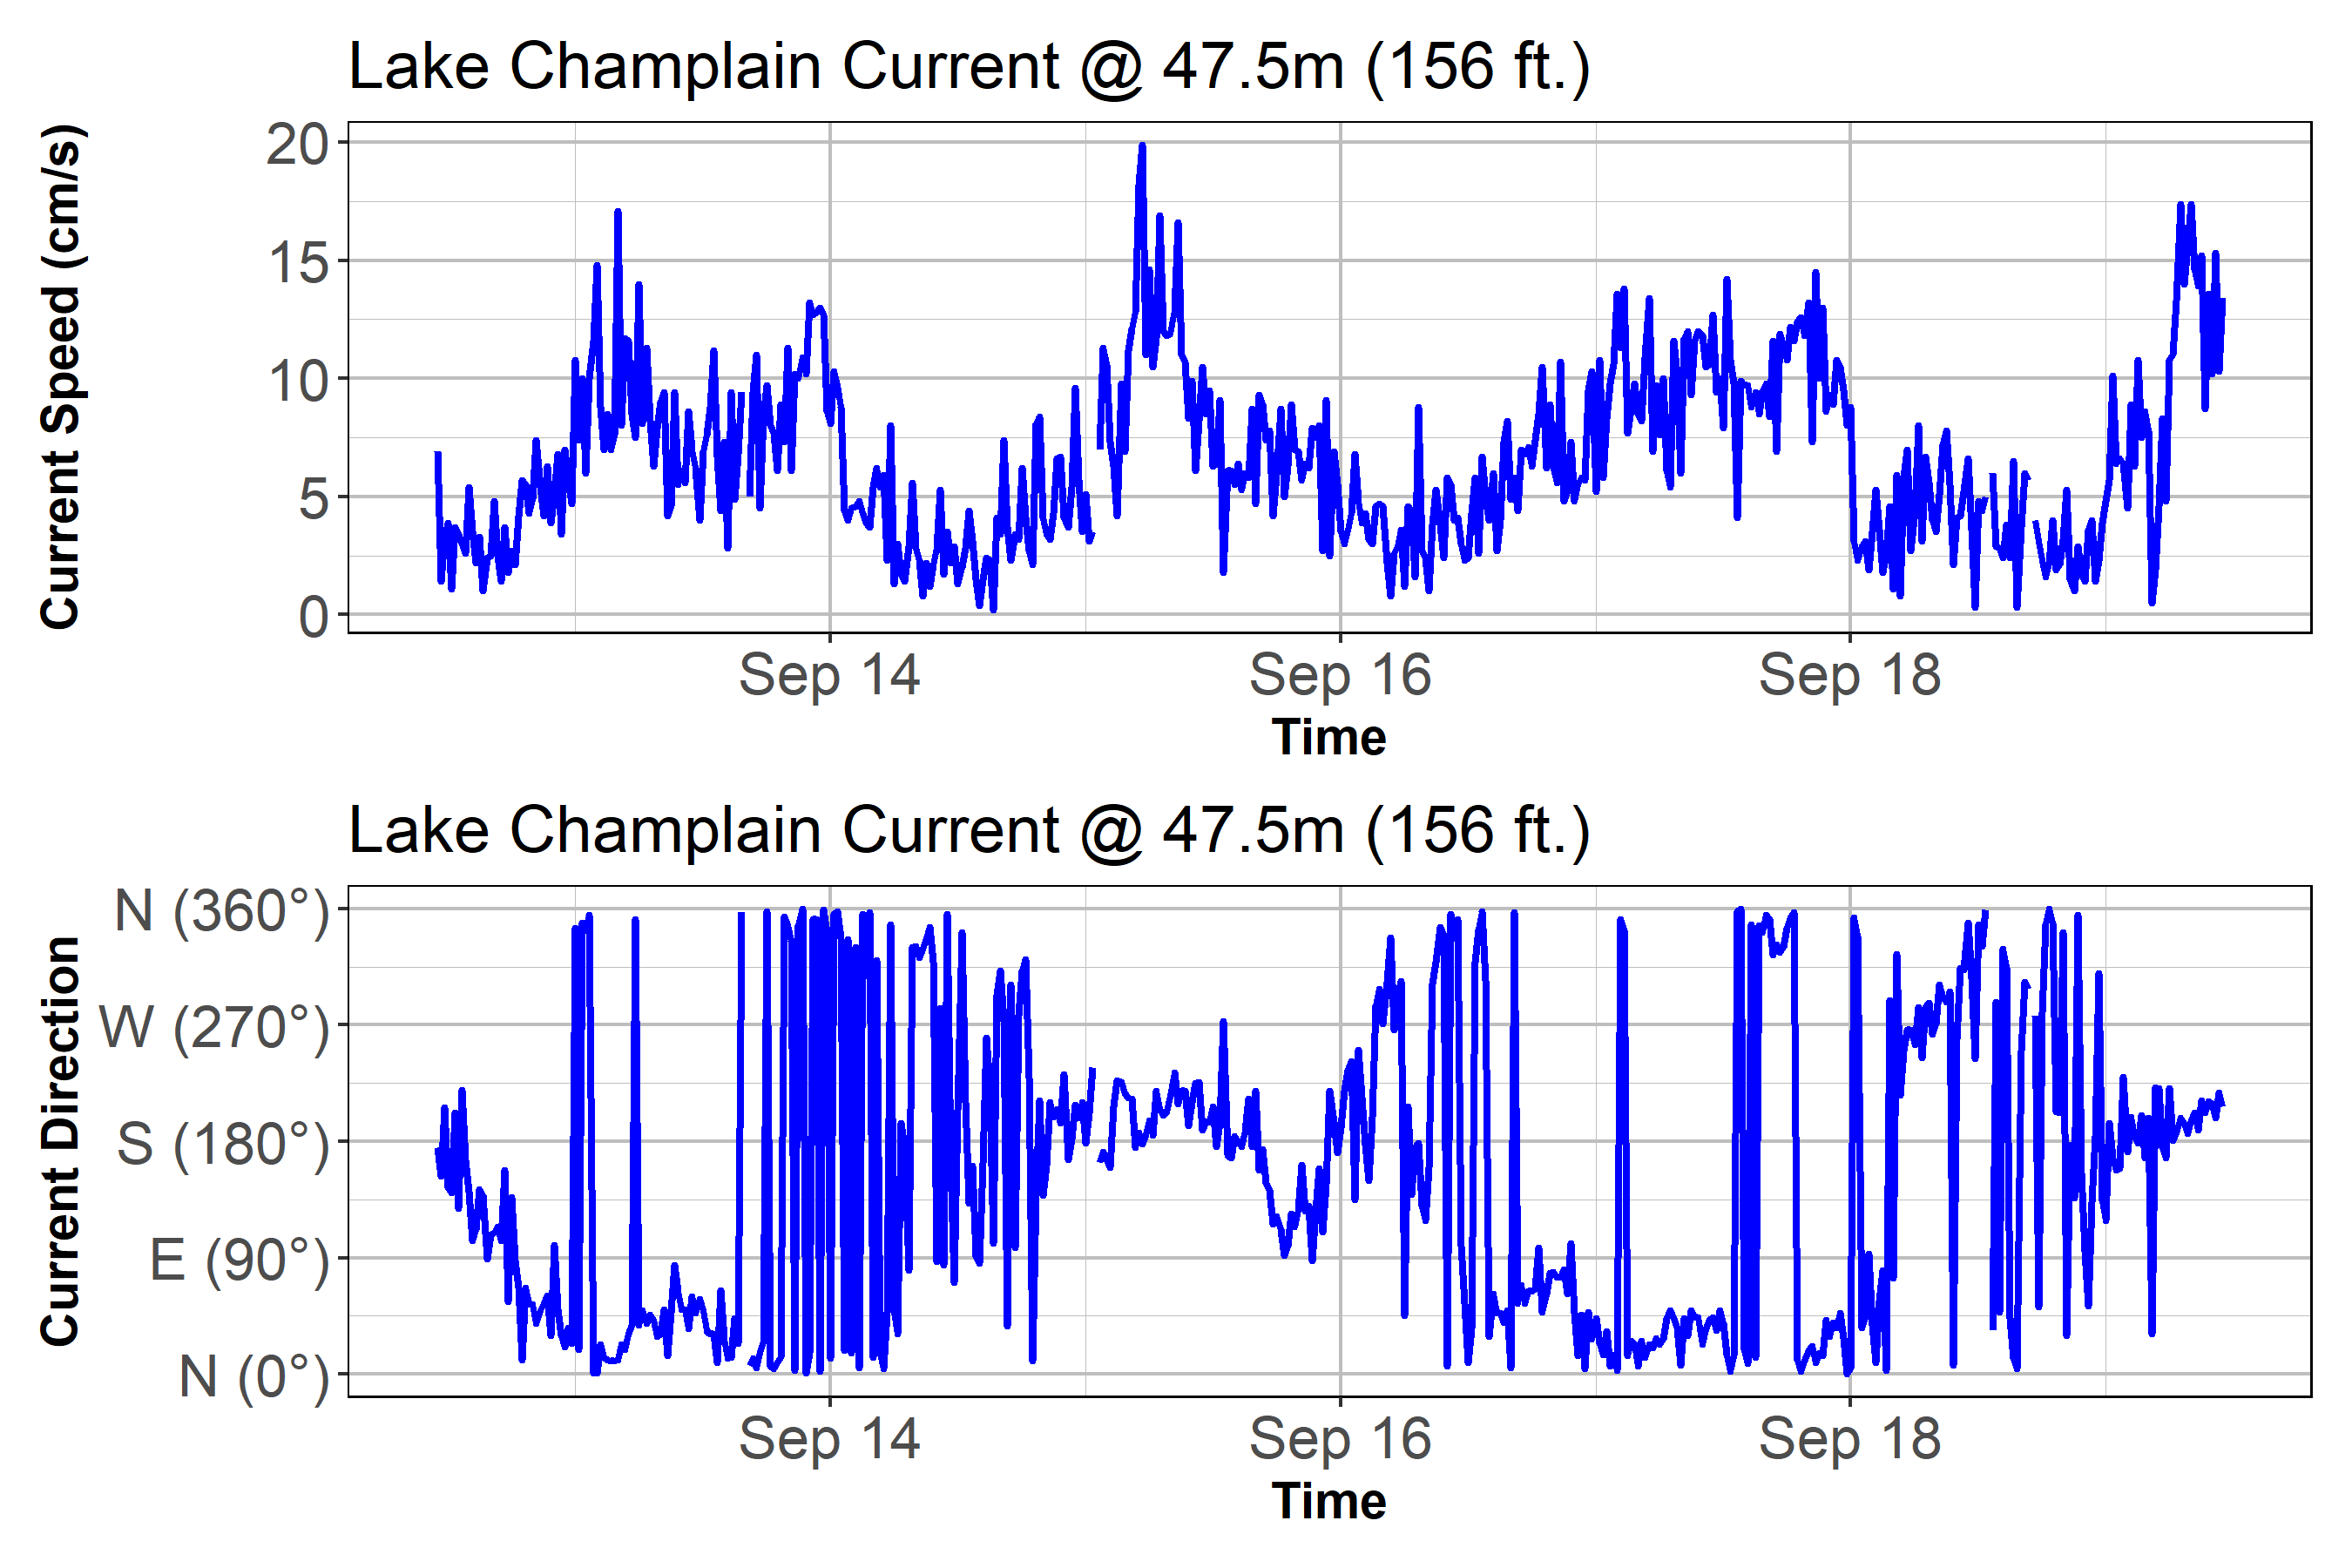 Lake Champlain Current @ 47.5m (156 ft.)
Current Speed (cm/s)
20
15
10
5
0
Sep 14 Sep 16 Sep 18
Time
Lake Champlain Current @ 47.5m (156 ft.)
Current Direction
N (360°)
W (270°)
S (180°)
E (90°)
N (0°)
Sep 14 Sep 16 Sep 18
Time